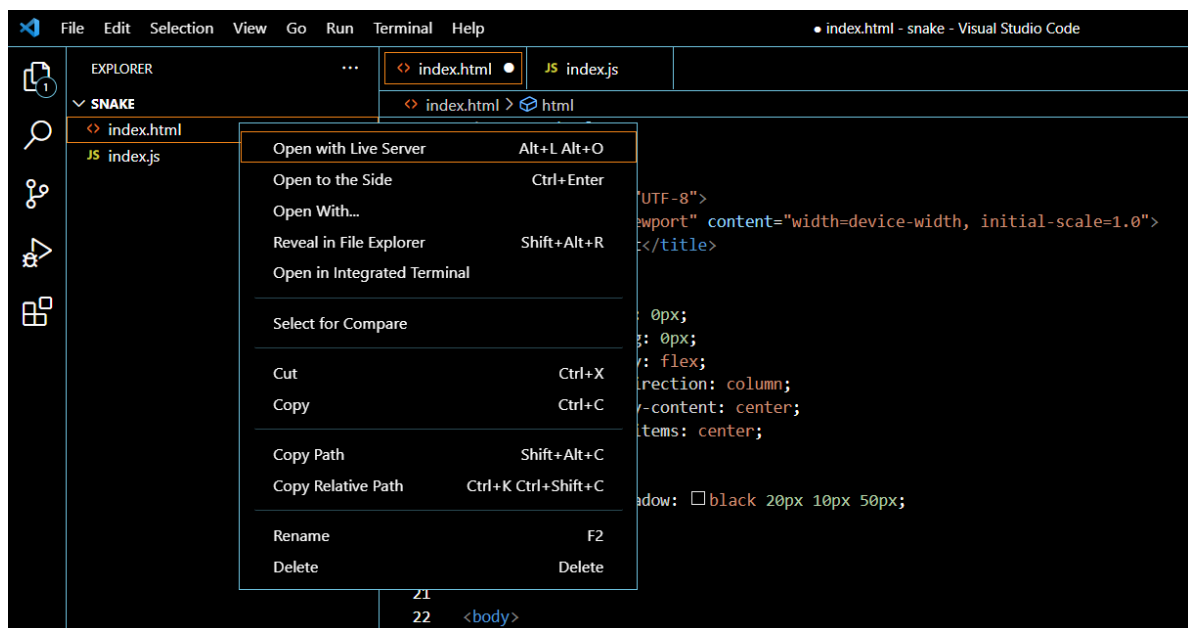 File Edit Selection View Go Run Terminal Help ● index.html - snake - Visual Studio Code
EXPLORER ···
<> index.html ●
JS index.js
1
SNAKE
<> index.html > html
<> index.html
JS index.js
Open with Live Server Alt+L Alt+O
Open to the Side Ctrl+Enter
Open With...
Reveal in File Explorer Shift+Alt+R
Open in Integrated Terminal
Select for Compare
Cut Ctrl+X
Copy Ctrl+C
Copy Path Shift+Alt+C
Copy Relative Path Ctrl+K Ctrl+Shift+C
Rename F2
Delete Delete
"UTF-8">
ewport" content="width=device-width, initial-scale=1.0">
</title>
: 0px;
g: 0px;
y: flex;
irection: column;
y-content: center;
items: center;
adow: black 20px 10px 50px;
21
22 <body>